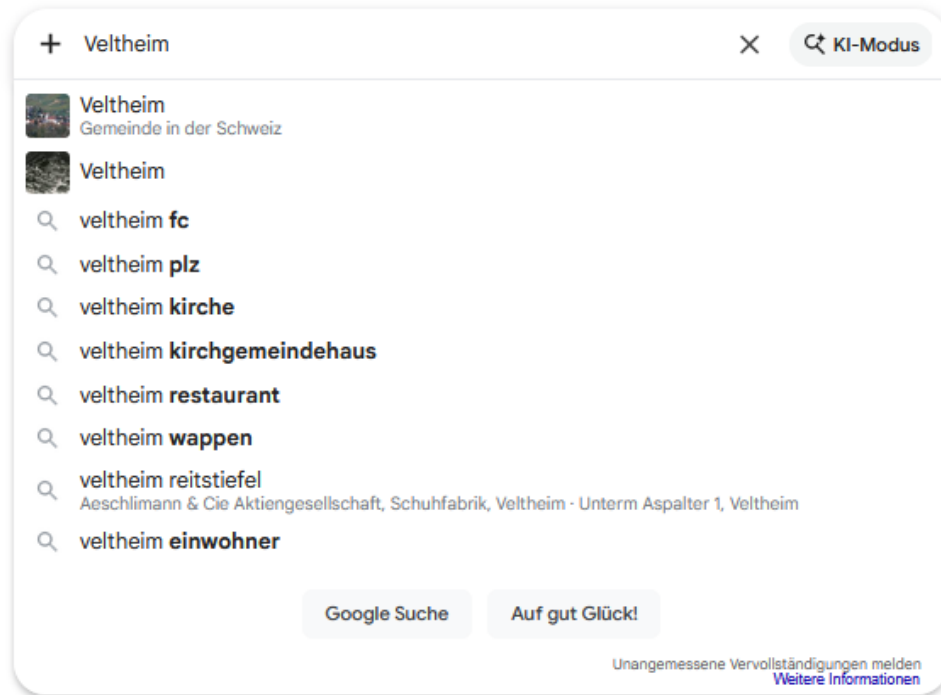 Veltheim
KI-Modus
Veltheim
Gemeinde in der Schweiz
Veltheim
veltheim fc
veltheim plz
veltheim kirche
veltheim kirchgemeindehaus
veltheim restaurant
veltheim wappen
veltheim reitstiefel
Aeschlimann & Cie Aktiengesellschaft, Schuhfabrik, Veltheim · Unterm Aspalter 1, Veltheim
veltheim einwohner
Google Suche
Auf gut Glück!
Unangemessene Vervollständigungen melden
Weitere Informationen